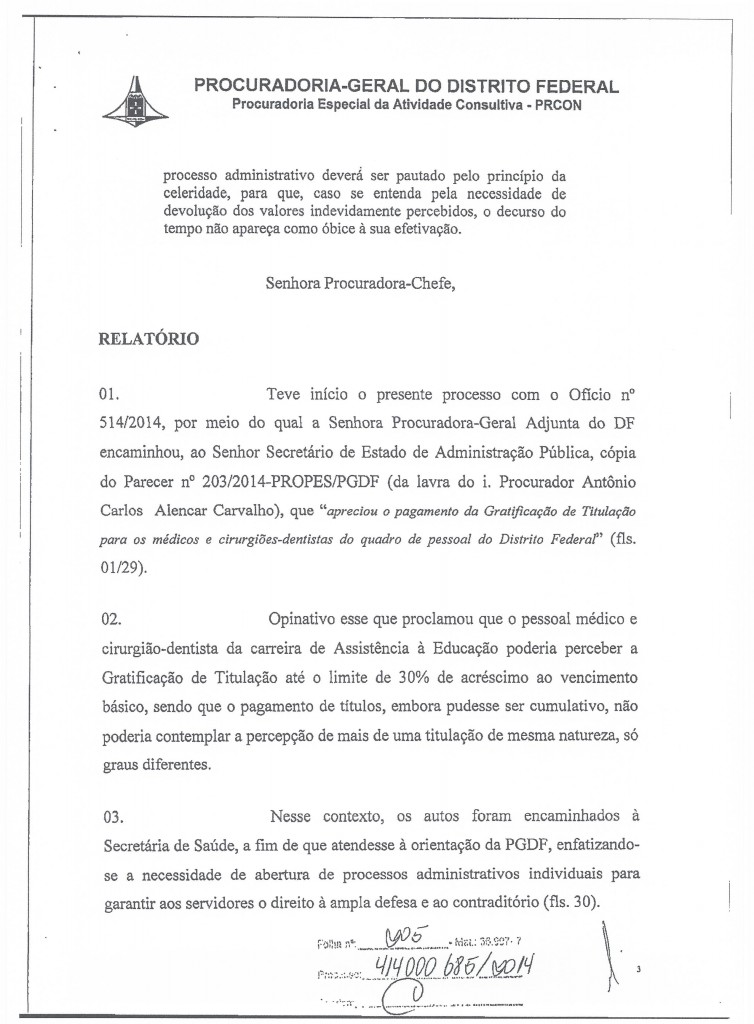 PROCURADORIA-GERAL DO DISTRITO FEDERAL
Procuradoria Especial da Atividade Consultiva - PRCON
processo administrativo deverá ser pautado pelo princípio da
celeridade, para que, caso se entenda pela necessidade de
devolução dos valores indevidamente percebidos, o decurso do
tempo não apareça como óbice à sua efetivação.
Senhora Procuradora-Chefe,
RELATÓRIO
01. Teve início o presente processo com o Ofício nº
514/2014, por meio do qual a Senhora Procuradora-Geral Adjunta do DF
encaminhou, ao Senhor Secretário de Estado de Administração Pública, cópia
do Parecer nº 203/2014-PROPES/PGDF (da lavra do i. Procurador Antônio
Carlos Alencar Carvalho), que “apreciou o pagamento da Gratificação de Titulação
para os médicos e cirurgiões-dentistas do quadro de pessoal do Distrito Federal” (fls.
01/29).
02. Opinativo esse que proclamou que o pessoal médico e
cirurgião-dentista da carreira de Assistência à Educação poderia perceber a
Gratificação de Titulação até o limite de 30% de acréscimo ao vencimento
básico, sendo que o pagamento de títulos, embora pudesse ser cumulativo, não
poderia contemplar a percepção de mais de uma titulação de mesma natureza, só
graus diferentes.
03. Nesse contexto, os autos foram encaminhados à
Secretária de Saúde, a fim de que atendesse à orientação da PGDF, enfatizando-
se a necessidade de abertura de processos administrativos individuais para
garantir aos servidores o direito à ampla defesa e ao contraditório (fls. 30).
Folha nº: - Mat.: 36.997-7
Processo: 414000 685/2014
3